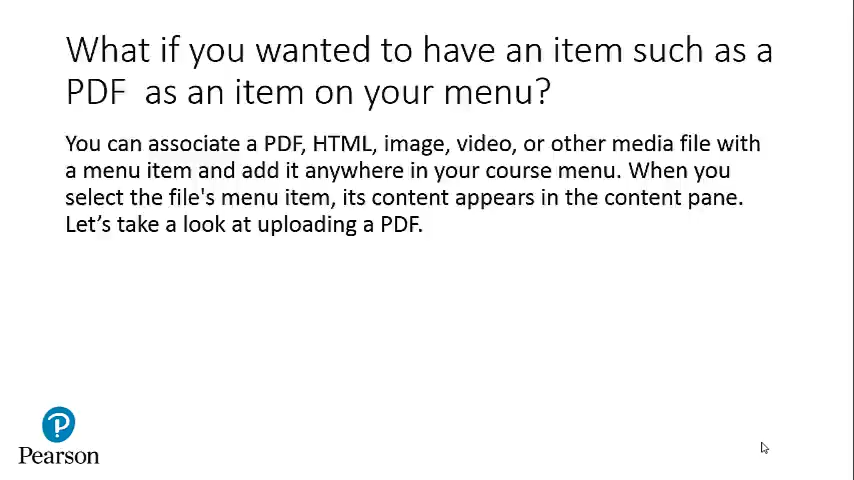 What if you wanted to have an item such as a
PDF  as an item on your menu?
You can associate a PDF, HTML, image, video, or other media file with
a menu item and add it anywhere in your course menu. When you
select the file's menu item, its content appears in the content pane.
Let’s take a look at uploading a PDF.
P
Pearson